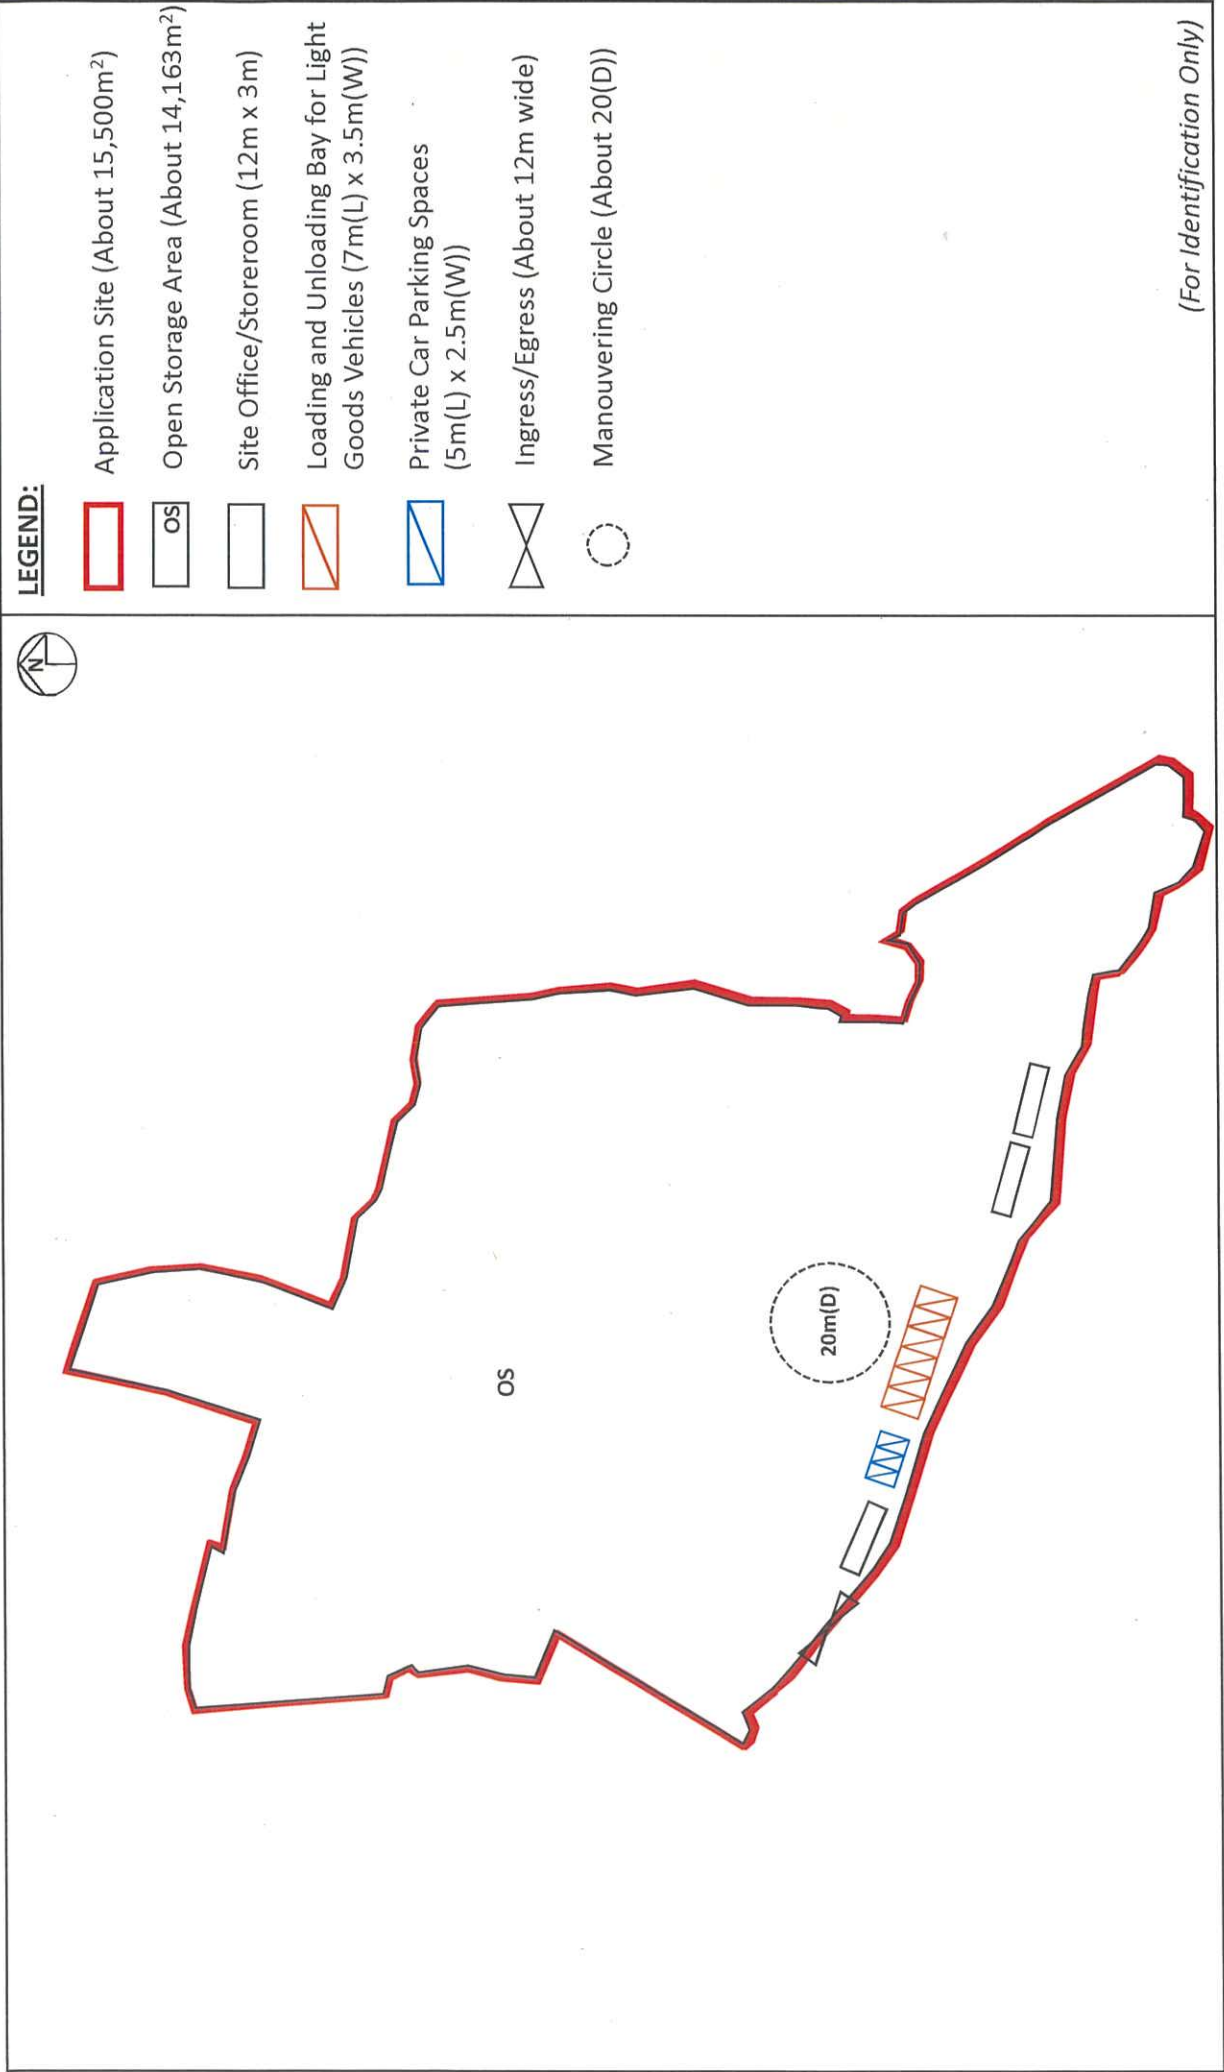 LEGEND:
Application Site (About 15,500m²)
OS
Open Storage Area (About 14,163m²)
Site Office/Storeroom (12m x 3m)
Loading and Unloading Bay for Light
Goods Vehicles (7m(L) x 3.5m(W))
Private Car Parking Spaces
(5m(L) x 2.5m(W))
Ingress/Egress (About 12m wide)
Manouvering Circle (About 20(D))
(For Identification Only)
N
OS
20m(D)